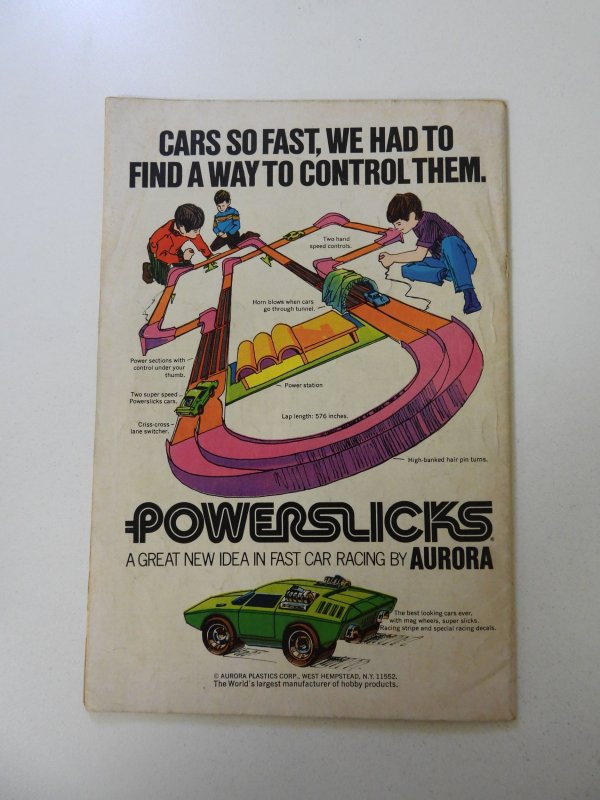 CARS SO FAST, WE HAD TO
FIND A WAY TO CONTROL THEM.
Two hand
speed controls.
Horn blows when cars
go through tunnel.
Power sections with
control under your
thumb.
Power station
Two super speed
Powerslicks cars.
Lap length: 576 inches.
Criss-cross
lane switcher.
High-banked hair pin turns.
POWERSLICKS®
A GREAT NEW IDEA IN FAST CAR RACING BY AURORA
The best looking cars ever,
with mag wheels, super slicks.
Racing stripe and special racing decals.
© AURORA PLASTICS CORP., WEST HEMPSTEAD, N.Y. 11552.
The World's largest manufacturer of hobby products.